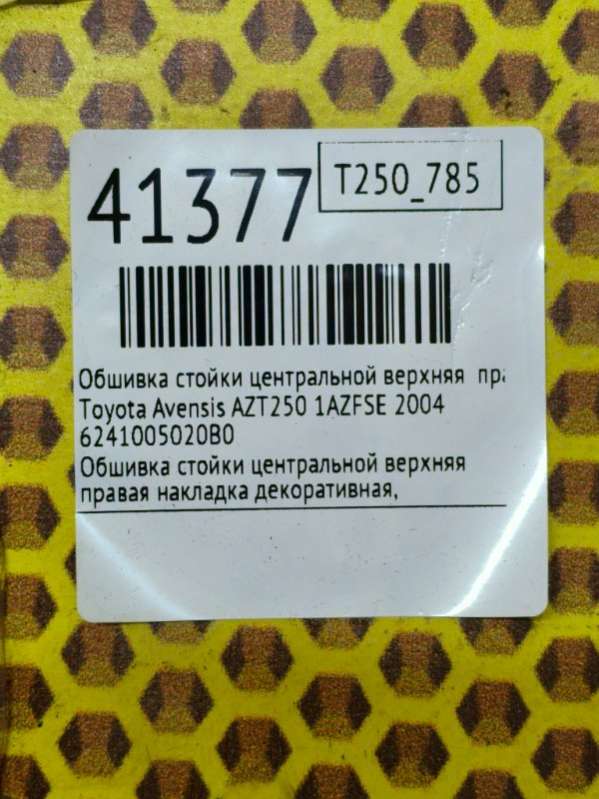 41377
T250_785
Обшивка стойки центральной верхняя
Toyota Avensis AZT250 1AZFSE 2004
6241005020B0
Обшивка стойки центральной верхняя
правая накладка декоративная,